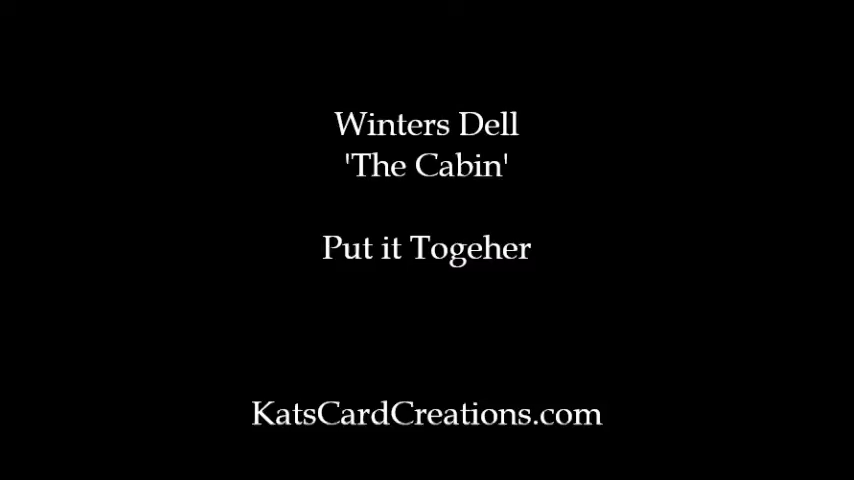 Winters Dell
'The Cabin'
Put it Togeher
KatsCardCreations.com